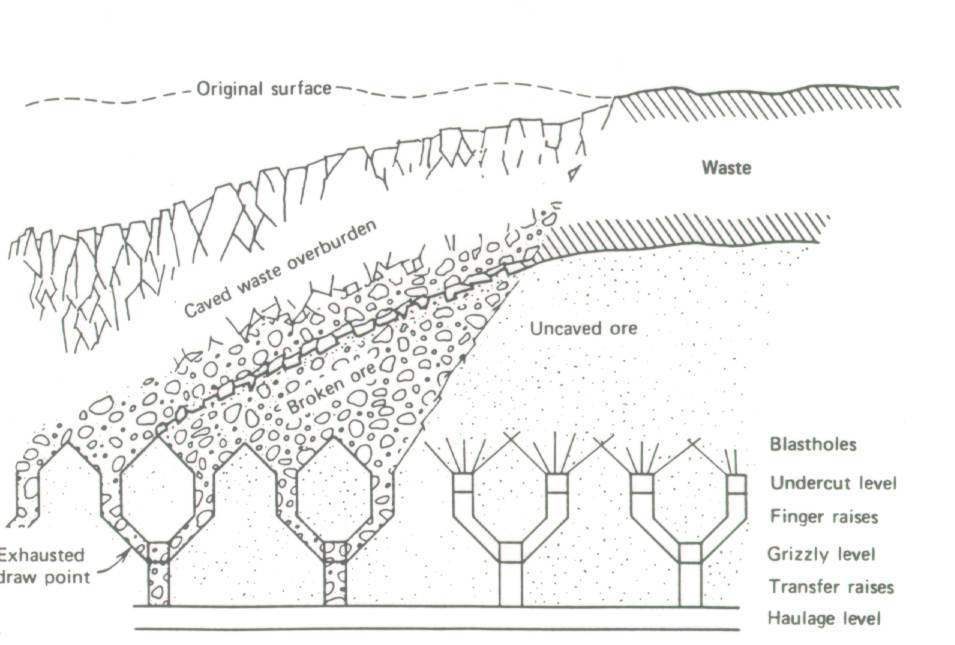 Original surface
Waste
Caved waste overburden
Uncaved ore
Broken ore
Blastholes
Undercut level
Finger raises
Exhausted
draw point
Grizzly level
Transfer raises
Haulage level